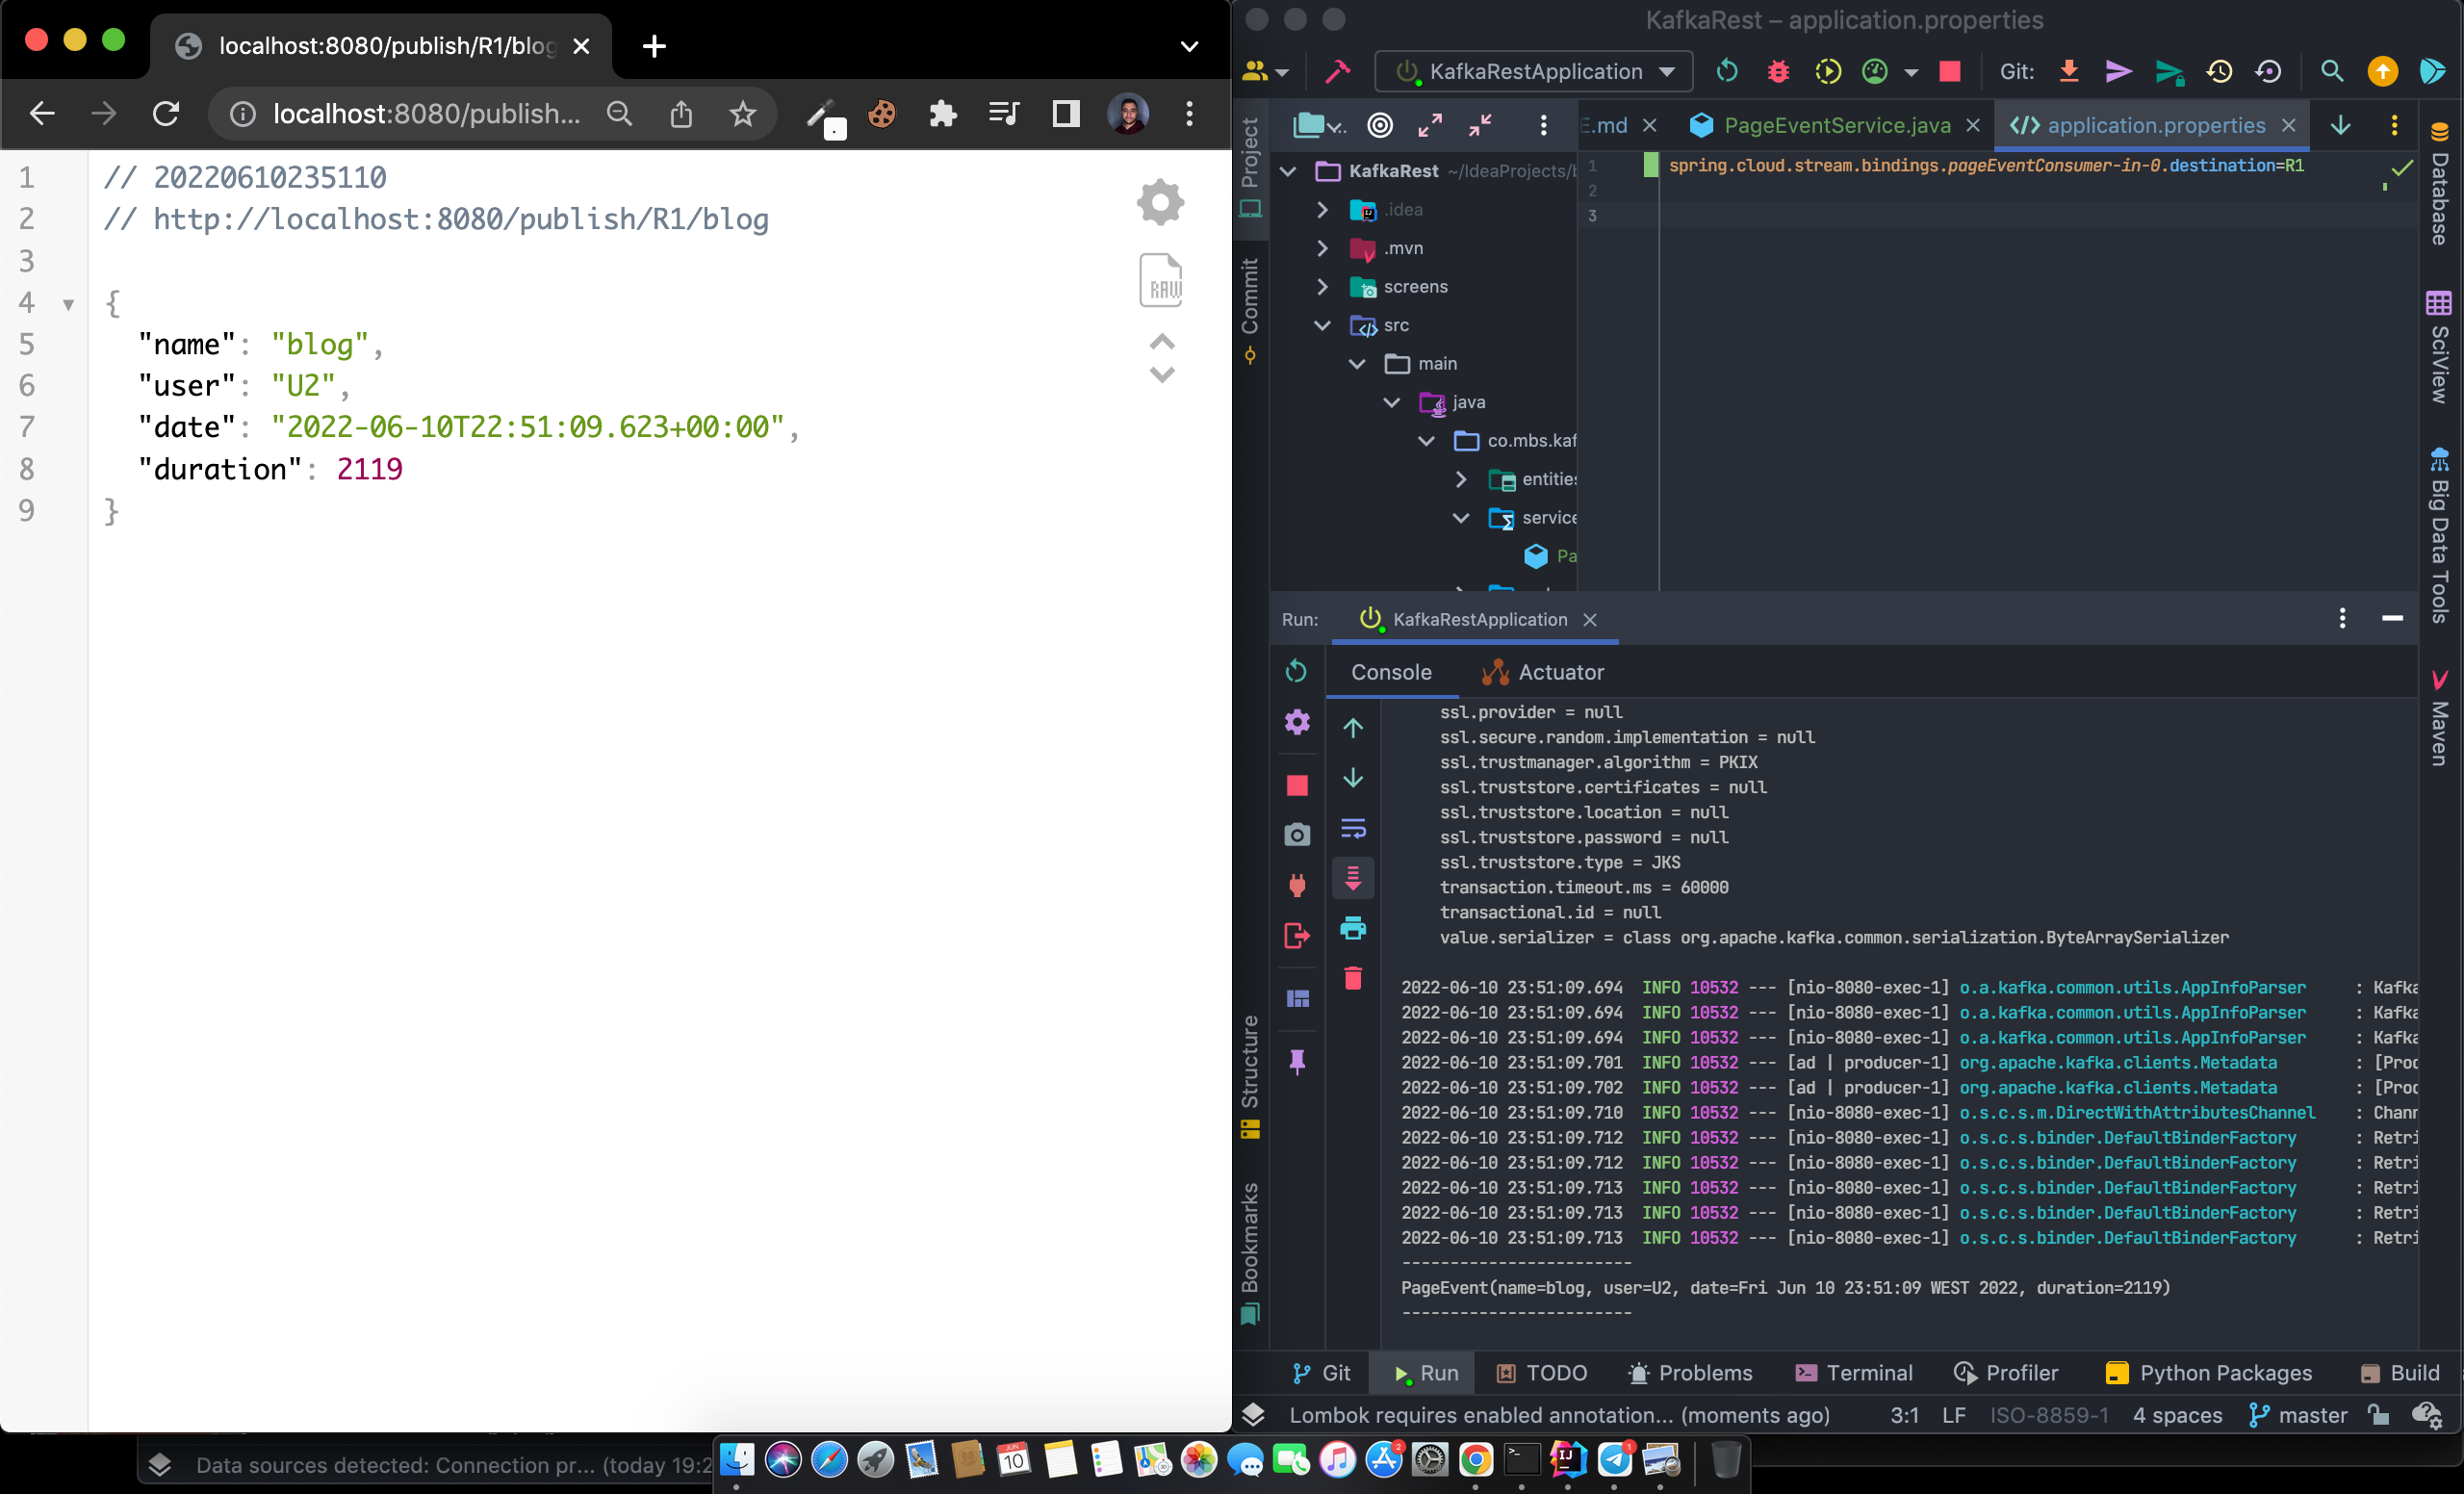 localhost:8080/publish/R1/blog
localhost:8080/publish...
1 // 20220610235110
2 // http://localhost:8080/publish/R1/blog
3
4 {
5 "name": "blog",
6 "user": "U2",
7 "date": "2022-06-10T22:51:09.623+00:00",
8 "duration": 2119
9 }
RAW
KafkaRest – application.properties
KafkaRestApplication
Git:
Project
Commit
Structure
Bookmarks
E.md
PageEventService.java
application.properties
KafkaRest ~/IdeaProjects/
.idea
.mvn
screens
src
main
java
co.mbs.kaf
entities
service
Pa
1 spring.cloud.stream.bindings.pageEventConsumer-in-0.destination=R1
2
3
Database
SciView
Big Data Tools
Maven
Run: KafkaRestApplication
Console Actuator
ssl.provider = null
ssl.secure.random.implementation = null
ssl.trustmanager.algorithm = PKIX
ssl.truststore.certificates = null
ssl.truststore.location = null
ssl.truststore.password = null
ssl.truststore.type = JKS
transaction.timeout.ms = 60000
transactional.id = null
value.serializer = class org.apache.kafka.common.serialization.ByteArraySerializer
2022-06-10 23:51:09.694 INFO 10532 --- [nio-8080-exec-1] o.a.kafka.common.utils.AppInfoParser : Kafka
2022-06-10 23:51:09.694 INFO 10532 --- [nio-8080-exec-1] o.a.kafka.common.utils.AppInfoParser : Kafka
2022-06-10 23:51:09.694 INFO 10532 --- [nio-8080-exec-1] o.a.kafka.common.utils.AppInfoParser : Kafka
2022-06-10 23:51:09.701 INFO 10532 --- [ad | producer-1] org.apache.kafka.clients.Metadata : [Proc
2022-06-10 23:51:09.702 INFO 10532 --- [ad | producer-1] org.apache.kafka.clients.Metadata : [Proc
2022-06-10 23:51:09.710 INFO 10532 --- [nio-8080-exec-1] o.s.c.s.m.DirectWithAttributesChannel : Chann
2022-06-10 23:51:09.712 INFO 10532 --- [nio-8080-exec-1] o.s.c.s.binder.DefaultBinderFactory : Retri
2022-06-10 23:51:09.712 INFO 10532 --- [nio-8080-exec-1] o.s.c.s.binder.DefaultBinderFactory : Retri
2022-06-10 23:51:09.713 INFO 10532 --- [nio-8080-exec-1] o.s.c.s.binder.DefaultBinderFactory : Retri
2022-06-10 23:51:09.713 INFO 10532 --- [nio-8080-exec-1] o.s.c.s.binder.DefaultBinderFactory : Retri
2022-06-10 23:51:09.713 INFO 10532 --- [nio-8080-exec-1] o.s.c.s.binder.DefaultBinderFactory : Retri
------------------------
PageEvent(name=blog, user=U2, date=Fri Jun 10 23:51:09 WEST 2022, duration=2119)
------------------------
Git Run TODO Problems Terminal Profiler Python Packages Build
Lombok requires enabled annotation... (moments ago) 3:1 LF ISO-8859-1 4 spaces master
Data sources detected: Connection pr... (today 19:2
JUN
10
2
1